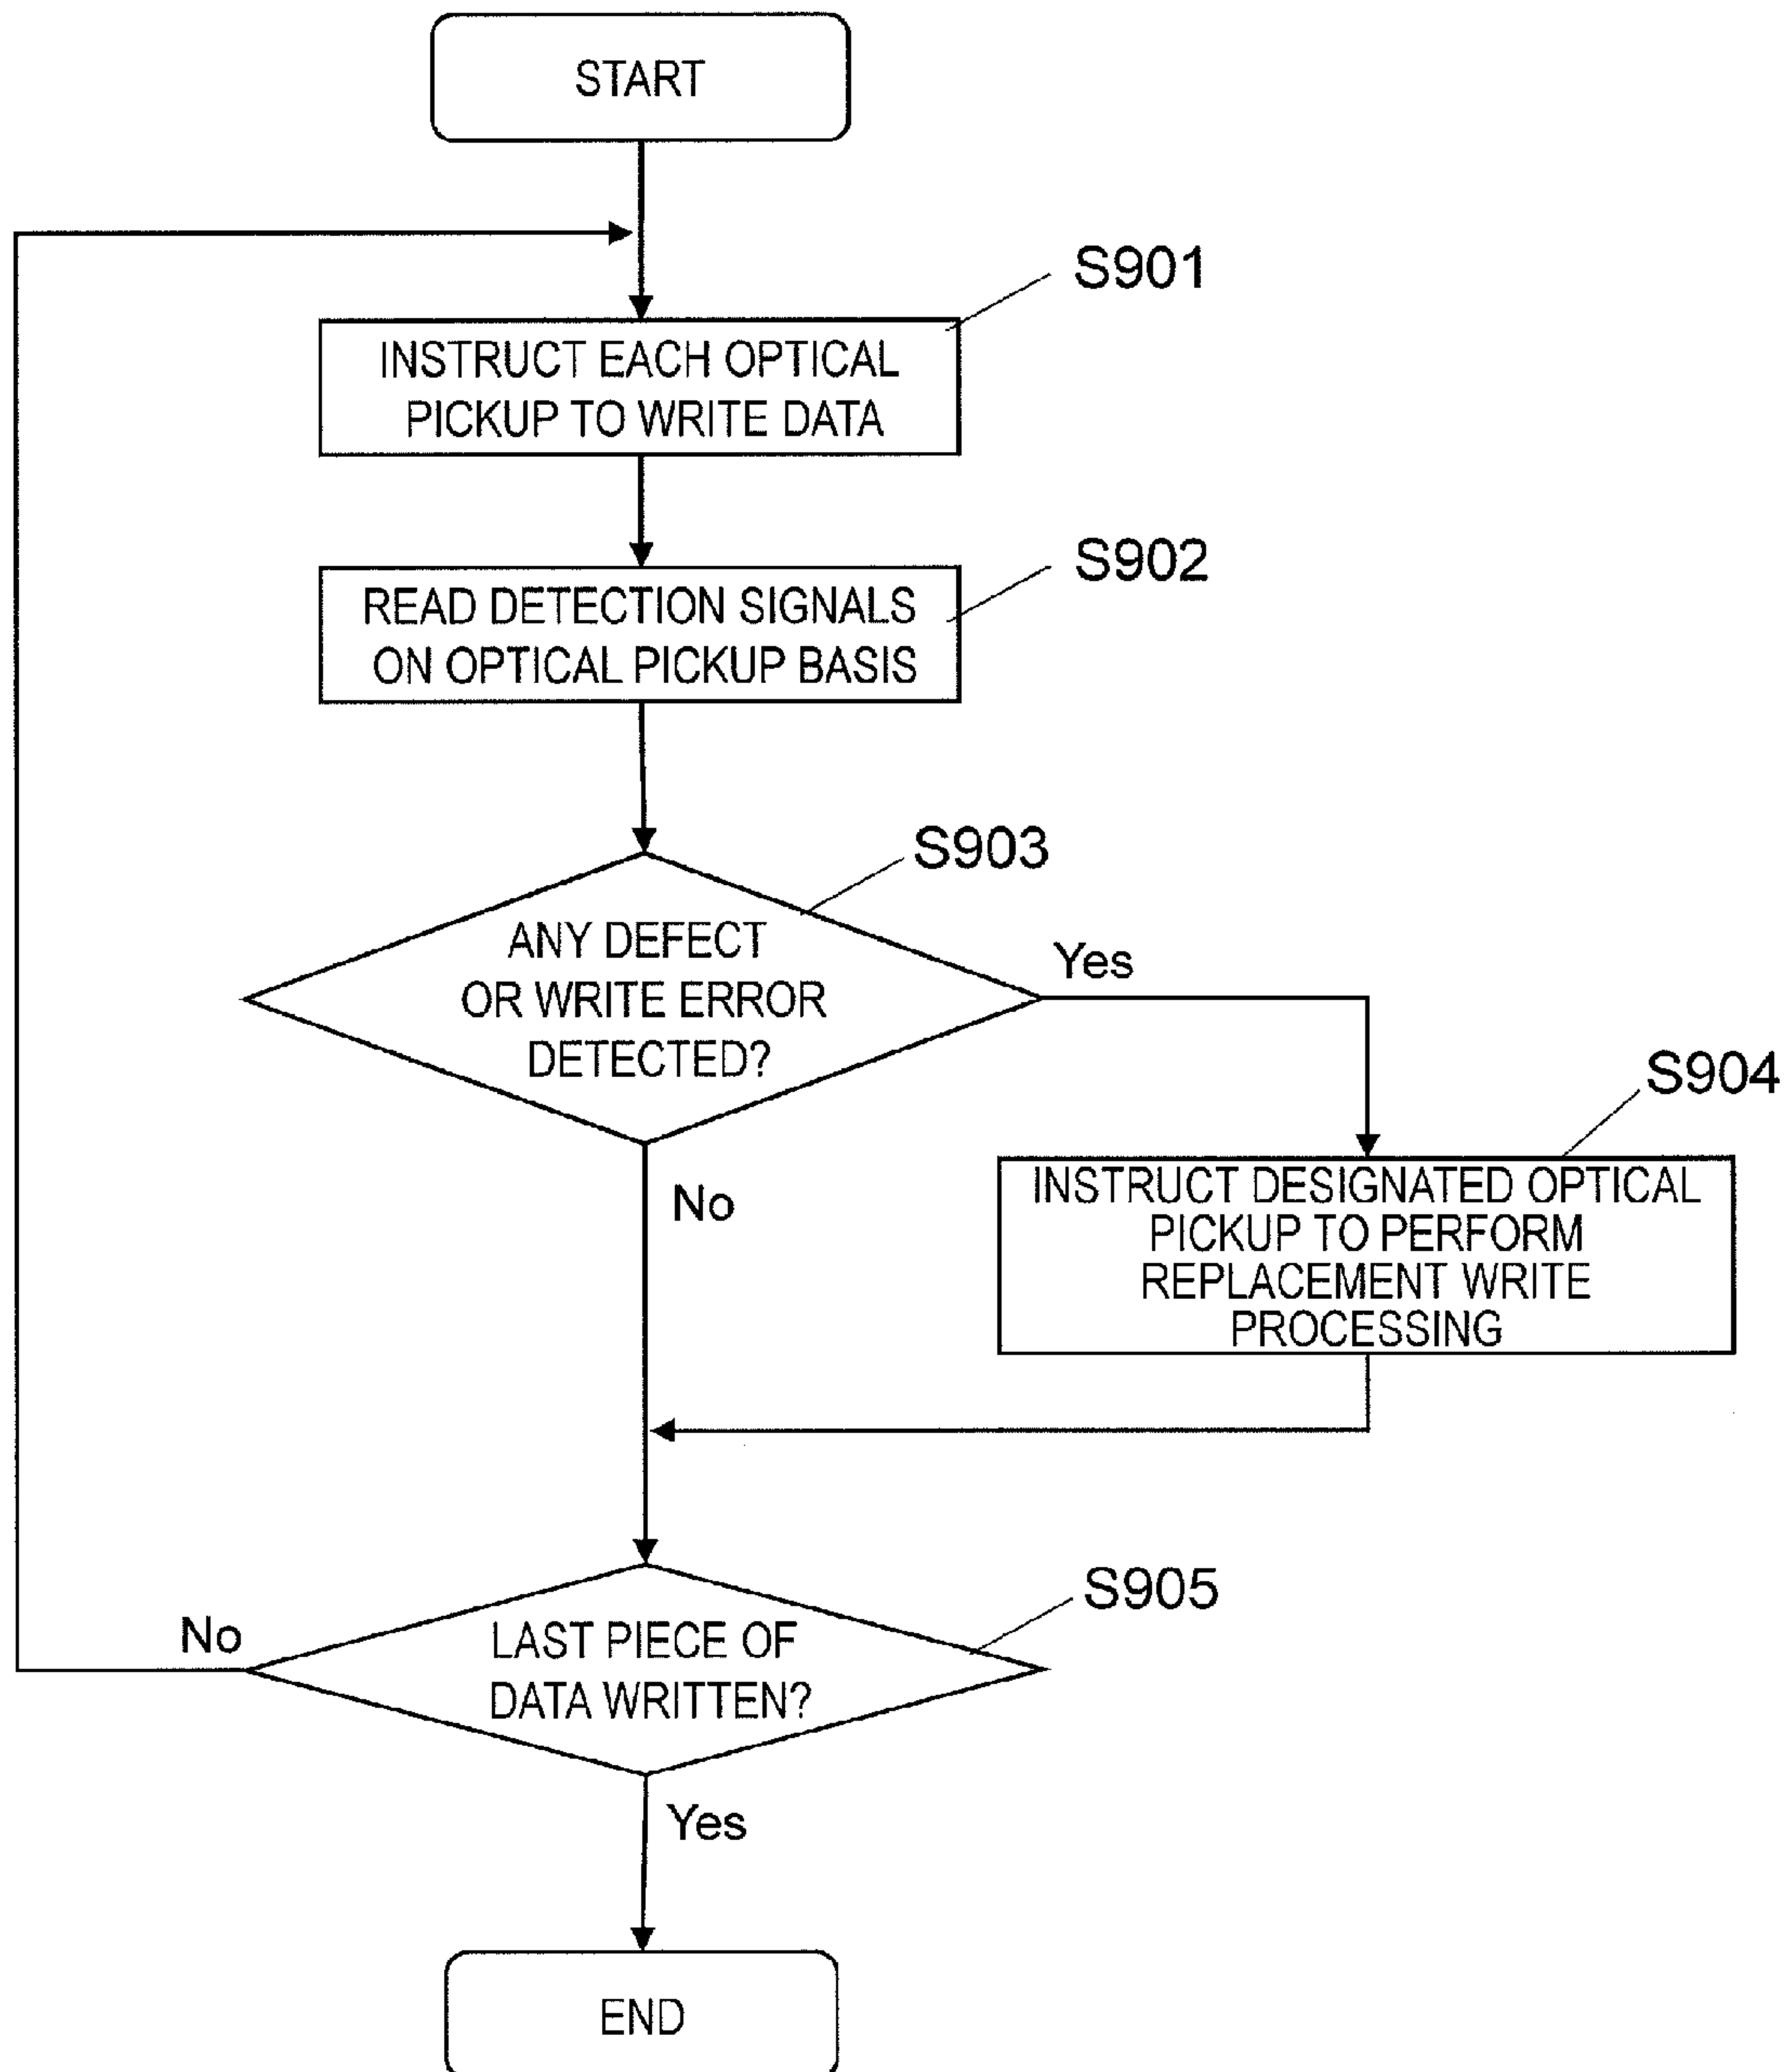 START
S901
INSTRUCT EACH OPTICAL
PICKUP TO WRITE DATA
S902
READ DETECTION SIGNALS
ON OPTICAL PICKUP BASIS
S903
ANY DEFECT
OR WRITE ERROR
DETECTED?
Yes
No
S904
INSTRUCT DESIGNATED OPTICAL
PICKUP TO PERFORM
REPLACEMENT WRITE
PROCESSING
S905
LAST PIECE OF
DATA WRITTEN?
No
Yes
END